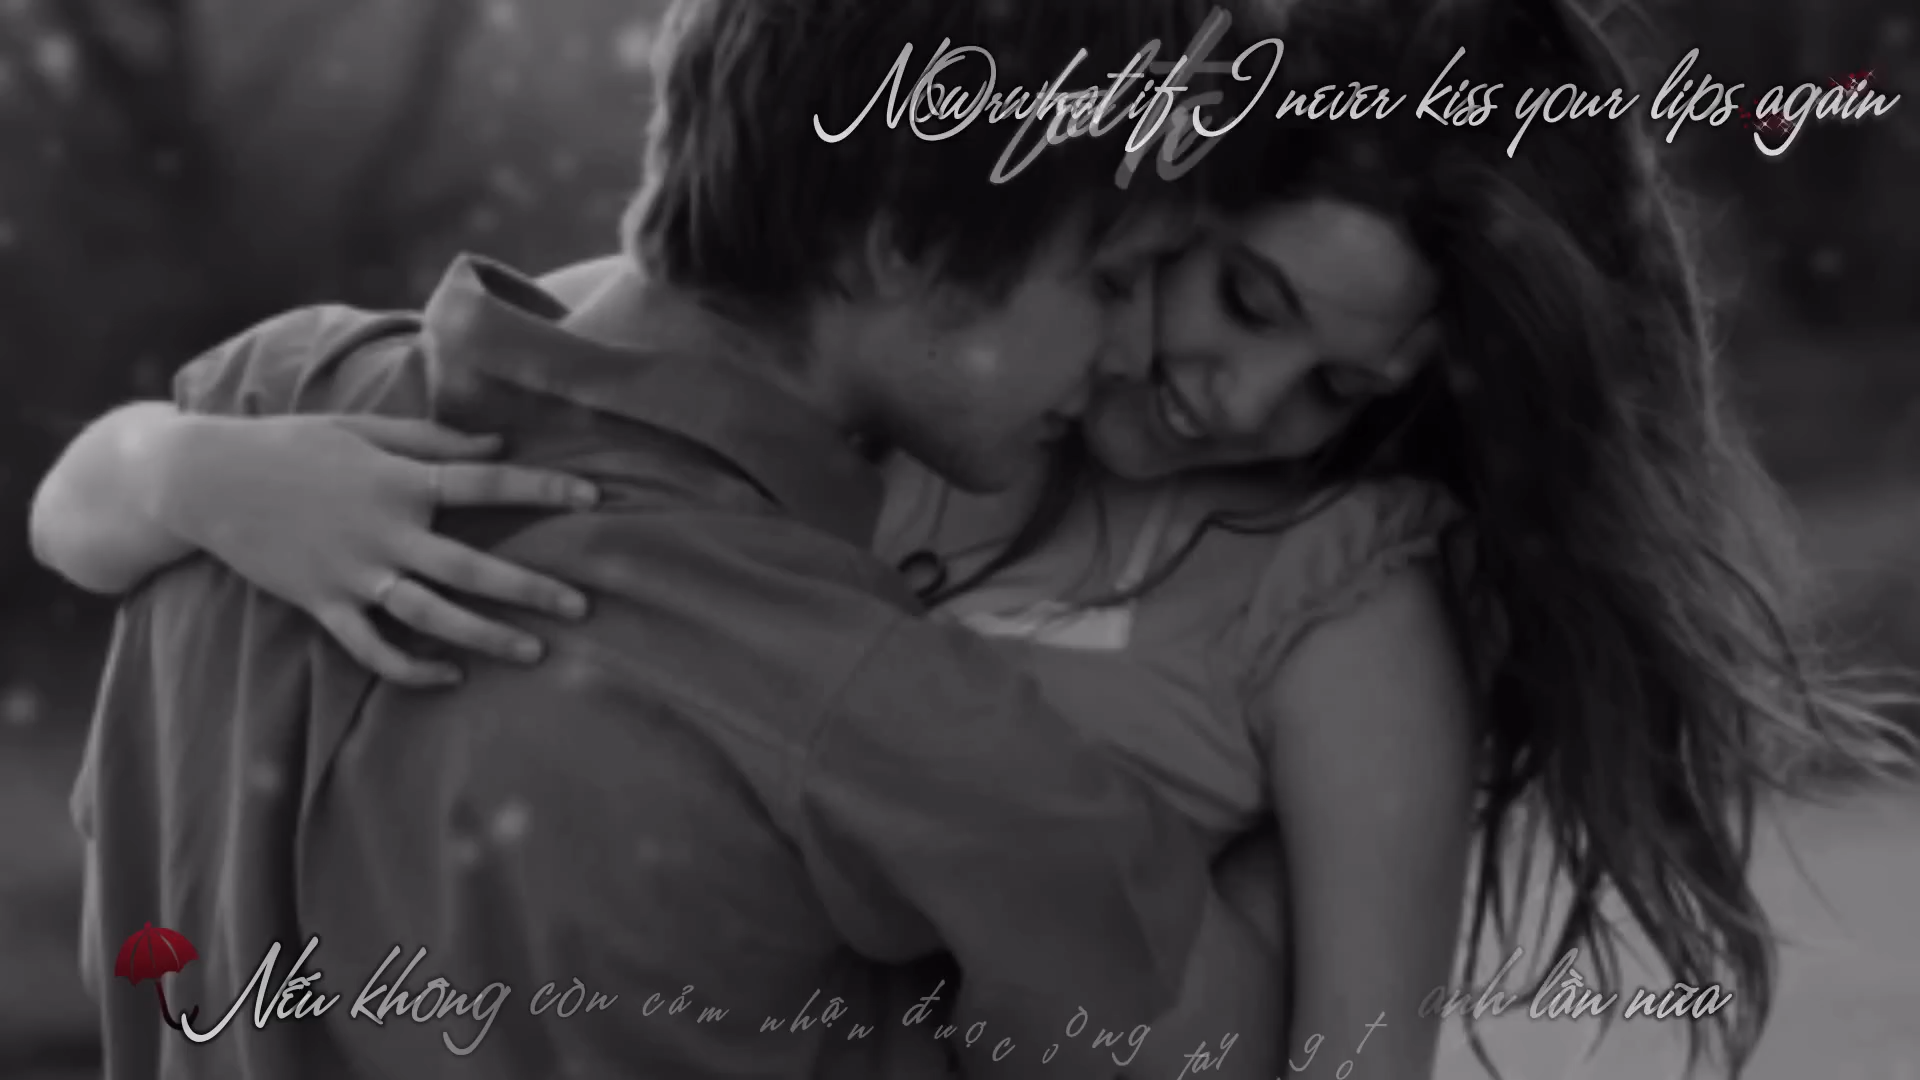 Now what if I never kiss your lips again
Nếu không còn cảm nhận được
anh lần nữa